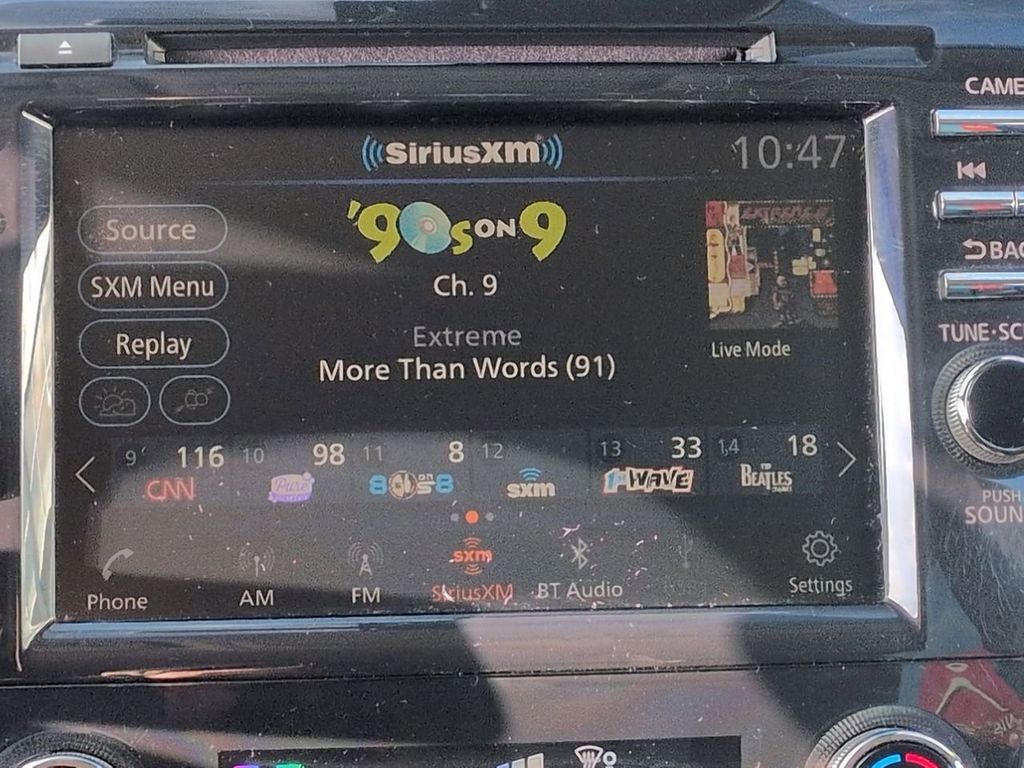 SiriusXM
10:47
CAME
Source
'90s ON 9
SXM Menu
Ch. 9
BAC
Replay
Extreme
More Than Words (91)
Live Mode
TUNE·SC
9 116 10 98 11 8 12 13 33 14 18
CNN Pure 80s on 8 sxm 1st WAVE THE BEATLES
PUSH
SOUN
sxm
Phone AM FM SiriusXM BT Audio Settings